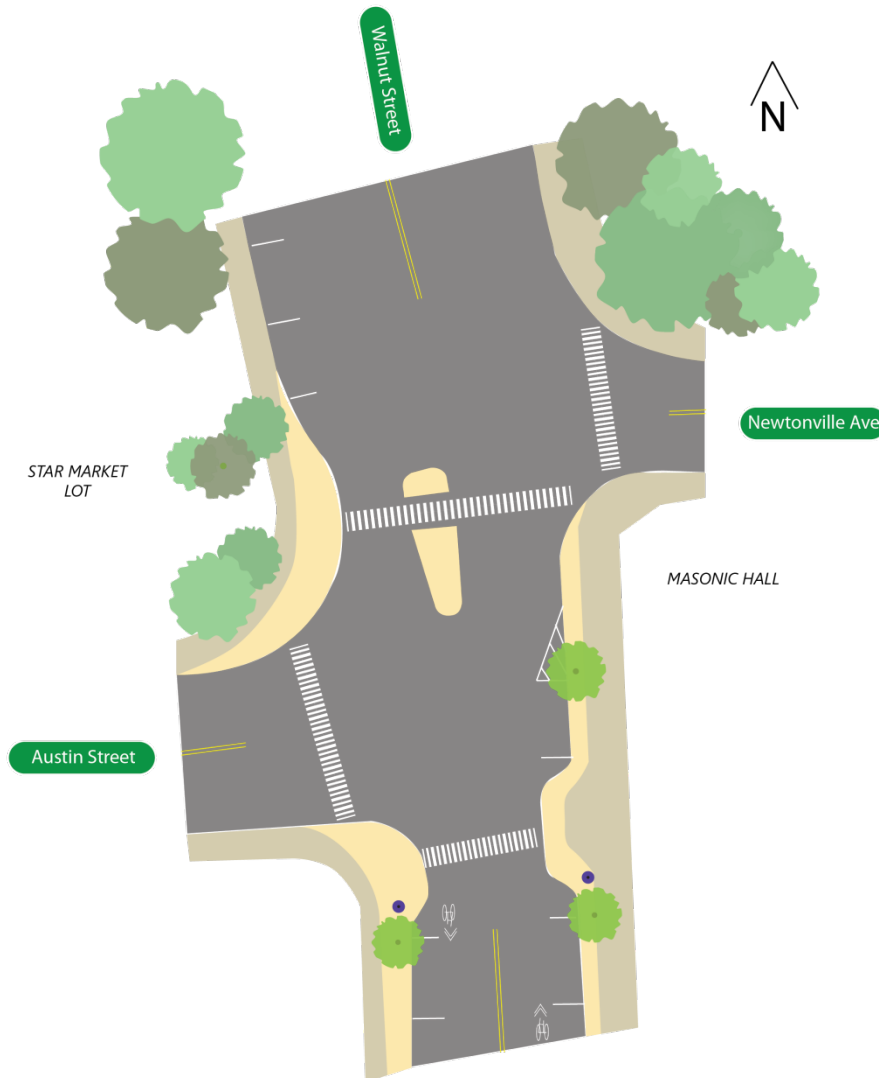 Walnut Street
N
Newtonville Ave
STAR MARKET
LOT
MASONIC HALL
Austin Street